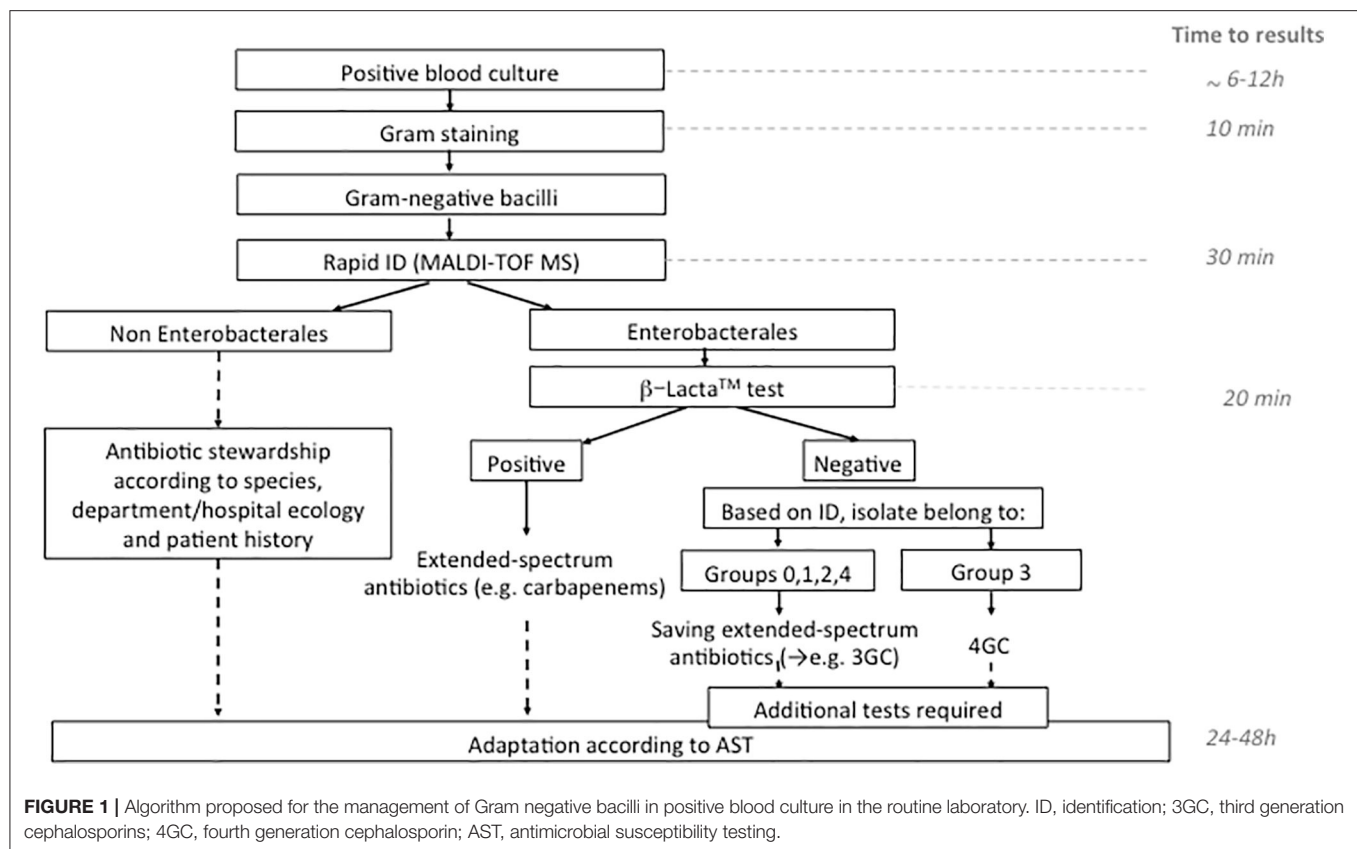 Time to results
Positive blood culture
~ 6-12h
Gram staining
10 min
Gram-negative bacilli
Rapid ID (MALDI-TOF MS)
30 min
Non Enterobacterales
Enterobacterales
β–Lacta™ test
20 min
Antibiotic stewardship
according to species,
department/hospital ecology
and patient history
Positive
Negative
Based on ID, isolate belong to:
Extended-spectrum
antibiotics (e.g. carbapenems)
Groups 0,1,2,4
Group 3
Saving extended-spectrum
antibiotics (→e.g. 3GC)
4GC
Additional tests required
Adaptation according to AST
24-48h
FIGURE 1 | Algorithm proposed for the management of Gram negative bacilli in positive blood culture in the routine laboratory. ID, identification; 3GC, third generation
cephalosporins; 4GC, fourth generation cephalosporin; AST, antimicrobial susceptibility testing.